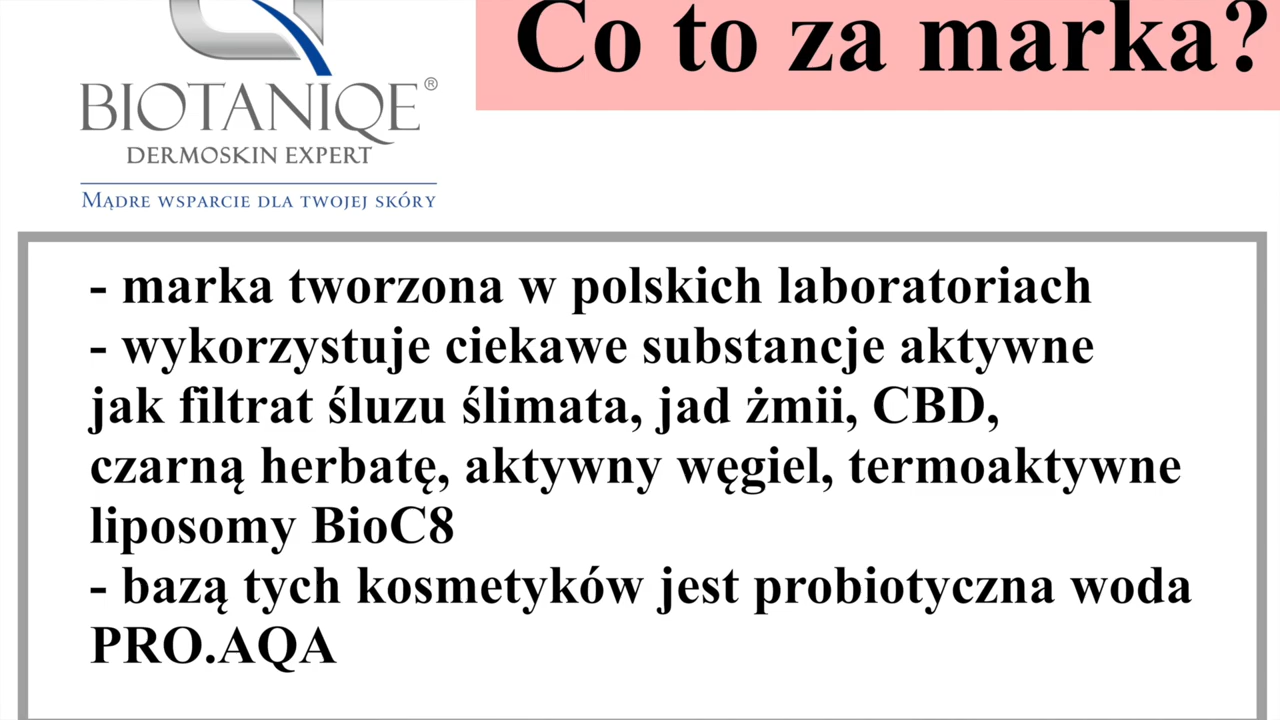 Co to za marka?
BIOTANIQE®
DERMOSKIN EXPERT
MĄDRE WSPARCIE DLA TWOJEJ SKÓRY
- marka tworzona w polskich laboratoriach
- wykorzystuje ciekawe substancje aktywne
jak filtrat śluzu ślimata, jad żmii, CBD,
czarną herbatę, aktywny węgiel, termoaktywne
liposomy BioC8
- bazą tych kosmetyków jest probiotyczna woda
PRO.AQA